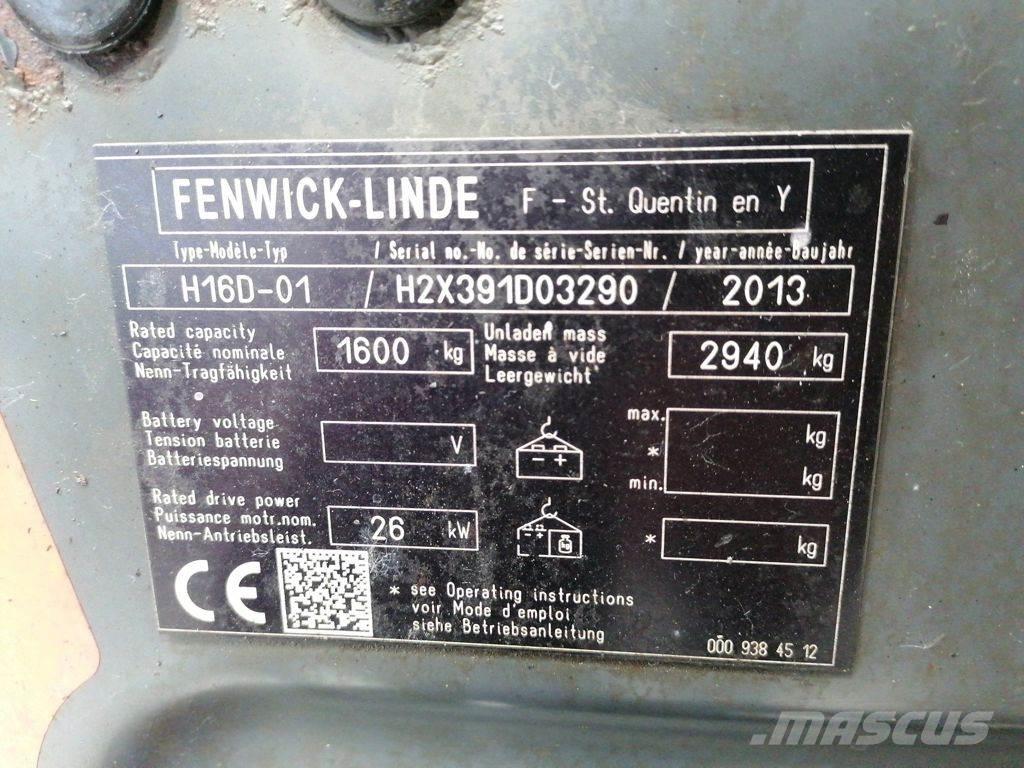 FENWICK-LINDE F - St. Quentin en Y
Type-Modèle-Typ / Serial no.-No. de série-Serien-Nr. / year-année-Baujahr
H16D-01 / H2X391D03290 / 2013
Rated capacity
Capacité nominale
Nenn-Tragfähigkeit
1600 kg
Unladen mass
Masse à vide
Leergewicht
2940 kg
Battery voltage
Tension batterie
Batteriespannung
V
- +
max.
*
min.
kg
kg
Rated drive power
Puissance motr.nom.
Nenn-Antriebsleist.
26 kW
- +
kg
*
kg
CE
* see Operating instructions
voir Mode d'emploi
siehe Betriebsanleitung
000 938 45 12
MASCUS